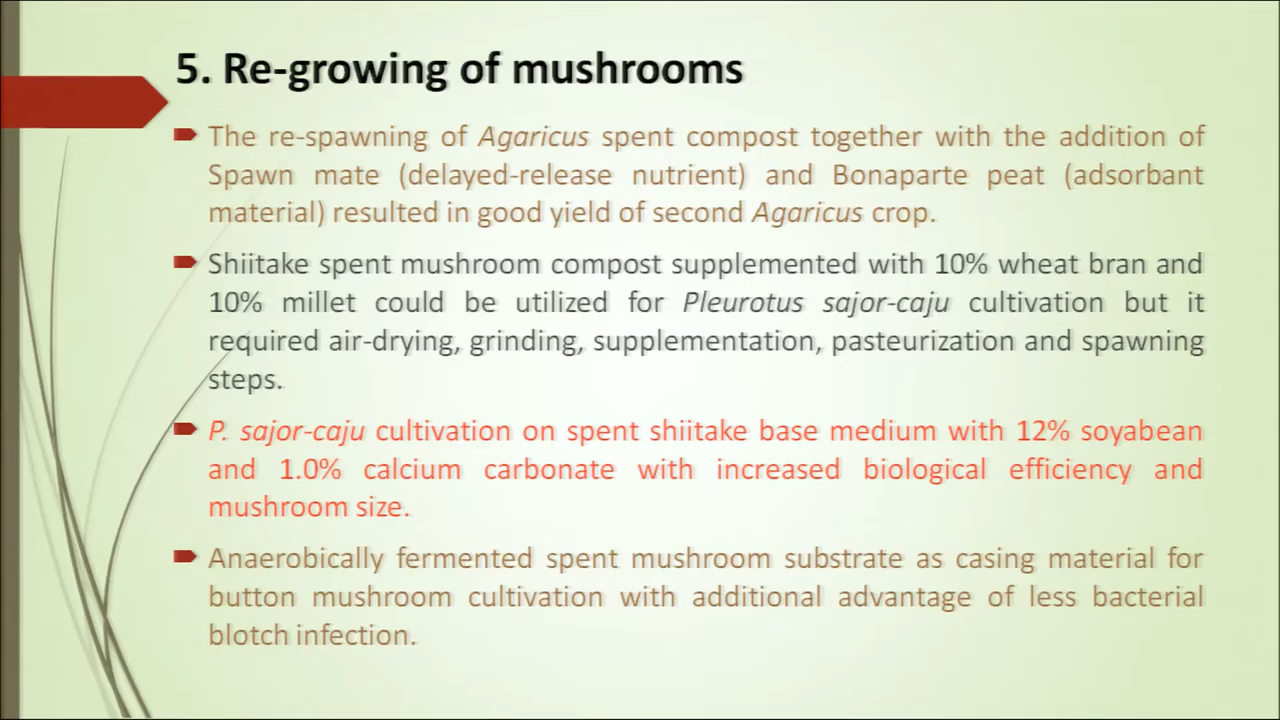 5. Re-growing of mushrooms
The re-spawning of Agaricus spent compost together with the addition of
Spawn mate (delayed-release nutrient) and Bonaparte peat (adsorbant
material) resulted in good yield of second Agaricus crop.
Shiitake spent mushroom compost supplemented with 10% wheat bran and
10% millet could be utilized for Pleurotus sajor-caju cultivation but it
required air-drying, grinding, supplementation, pasteurization and spawning
steps.
P. sajor-caju cultivation on spent shiitake base medium with 12% soyabean
and 1.0% calcium carbonate with increased biological efficiency and
mushroom size.
Anaerobically fermented spent mushroom substrate as casing material for
button mushroom cultivation with additional advantage of less bacterial
blotch infection.